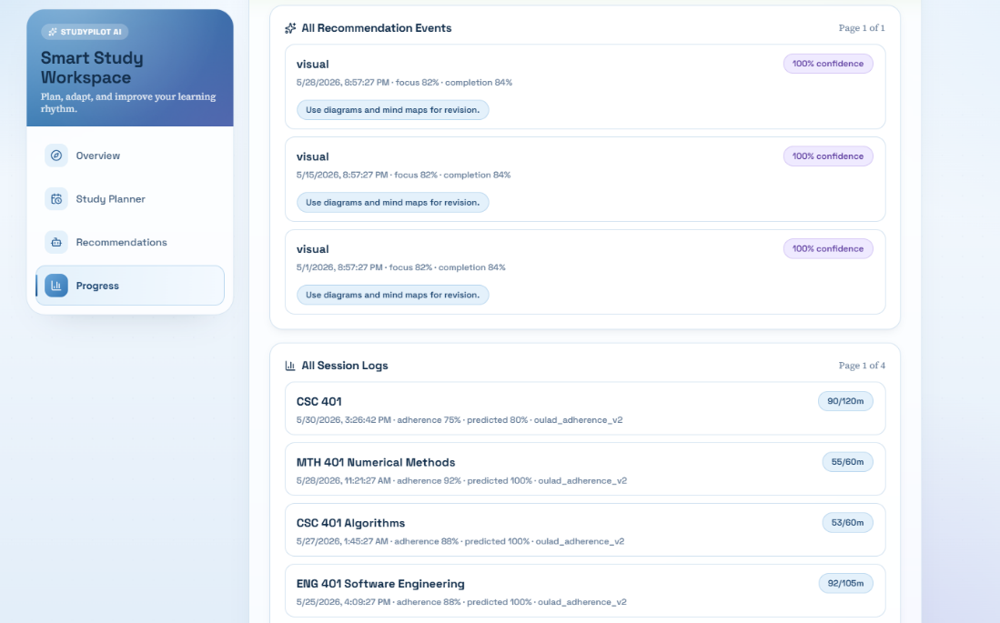 STUDYPILOT AI
Smart Study
Workspace
Plan, adapt, and improve your learning
rhythm.
Overview
Study Planner
Recommendations
Progress
All Recommendation Events
Page 1 of 1
visual
100% confidence
5/28/2026, 8:57:27 PM · focus 82% · completion 84%
Use diagrams and mind maps for revision.
visual
100% confidence
5/15/2026, 8:57:27 PM · focus 82% · completion 84%
Use diagrams and mind maps for revision.
visual
100% confidence
5/1/2026, 8:57:27 PM · focus 82% · completion 84%
Use diagrams and mind maps for revision.
All Session Logs
Page 1 of 4
CSC 401
90/120m
5/30/2026, 3:26:42 PM · adherence 75% · predicted 80% · oulad_adherence_v2
MTH 401 Numerical Methods
55/60m
5/28/2026, 11:21:27 AM · adherence 92% · predicted 100% · oulad_adherence_v2
CSC 401 Algorithms
53/60m
5/27/2026, 1:45:27 AM · adherence 88% · predicted 100% · oulad_adherence_v2
ENG 401 Software Engineering
92/105m
5/25/2026, 4:09:27 PM · adherence 88% · predicted 100% · oulad_adherence_v2